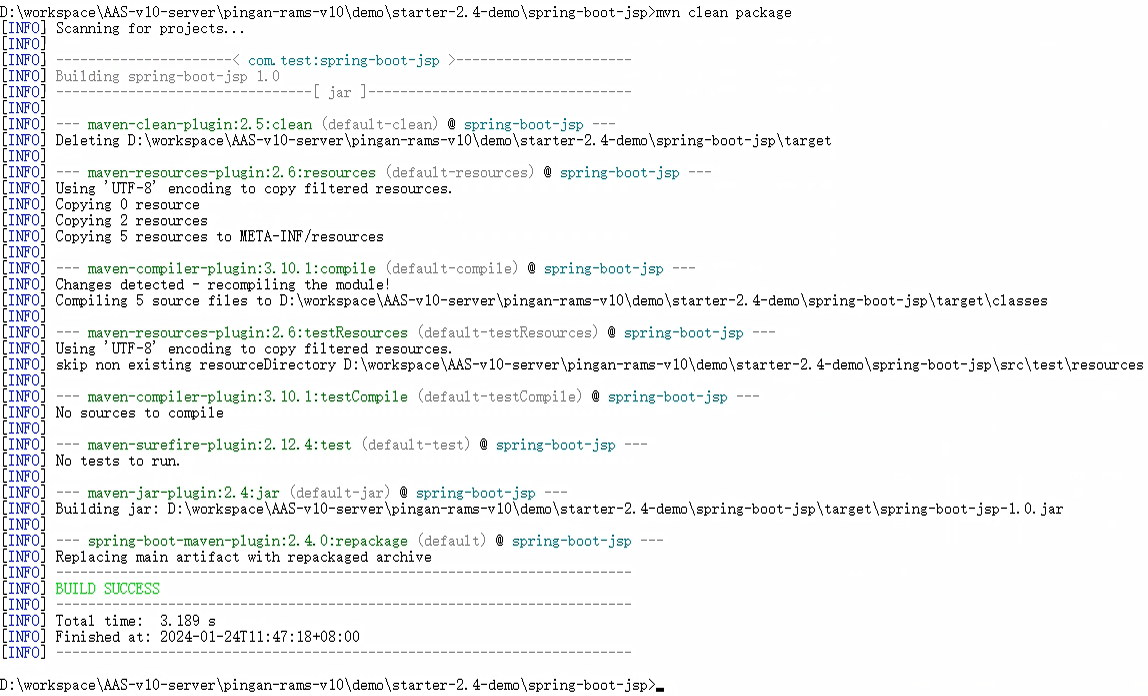 D:\workspace\AAS-v10-server\pingan-rams-v10\demo\starter-2.4-demo\spring-boot-jsp>mvn clean package
[INFO] Scanning for projects...
[INFO]
[INFO] ----------------------< com.test:spring-boot-jsp >----------------------
[INFO] Building spring-boot-jsp 1.0
[INFO] --------------------------------[ jar ]---------------------------------
[INFO]
[INFO] --- maven-clean-plugin:2.5:clean (default-clean) @ spring-boot-jsp ---
[INFO] Deleting D:\workspace\AAS-v10-server\pingan-rams-v10\demo\starter-2.4-demo\spring-boot-jsp\target
[INFO]
[INFO] --- maven-resources-plugin:2.6:resources (default-resources) @ spring-boot-jsp ---
[INFO] Using 'UTF-8' encoding to copy filtered resources.
[INFO] Copying 0 resource
[INFO] Copying 2 resources
[INFO] Copying 5 resources to META-INF/resources
[INFO]
[INFO] --- maven-compiler-plugin:3.10.1:compile (default-compile) @ spring-boot-jsp ---
[INFO] Changes detected - recompiling the module!
[INFO] Compiling 5 source files to D:\workspace\AAS-v10-server\pingan-rams-v10\demo\starter-2.4-demo\spring-boot-jsp\target\classes
[INFO]
[INFO] --- maven-resources-plugin:2.6:testResources (default-testResources) @ spring-boot-jsp ---
[INFO] Using 'UTF-8' encoding to copy filtered resources.
[INFO] skip non existing resourceDirectory D:\workspace\AAS-v10-server\pingan-rams-v10\demo\starter-2.4-demo\spring-boot-jsp\src\test\resources
[INFO]
[INFO] --- maven-compiler-plugin:3.10.1:testCompile (default-testCompile) @ spring-boot-jsp ---
[INFO] No sources to compile
[INFO]
[INFO] --- maven-surefire-plugin:2.12.4:test (default-test) @ spring-boot-jsp ---
[INFO] No tests to run.
[INFO]
[INFO] --- maven-jar-plugin:2.4:jar (default-jar) @ spring-boot-jsp ---
[INFO] Building jar: D:\workspace\AAS-v10-server\pingan-rams-v10\demo\starter-2.4-demo\spring-boot-jsp\target\spring-boot-jsp-1.0.jar
[INFO]
[INFO] --- spring-boot-maven-plugin:2.4.0:repackage (default) @ spring-boot-jsp ---
[INFO] Replacing main artifact with repackaged archive
[INFO] ------------------------------------------------------------------------
[INFO] BUILD SUCCESS
[INFO] ------------------------------------------------------------------------
[INFO] Total time:  3.189 s
[INFO] Finished at: 2024-01-24T11:47:18+08:00
[INFO] ------------------------------------------------------------------------
D:\workspace\AAS-v10-server\pingan-rams-v10\demo\starter-2.4-demo\spring-boot-jsp>